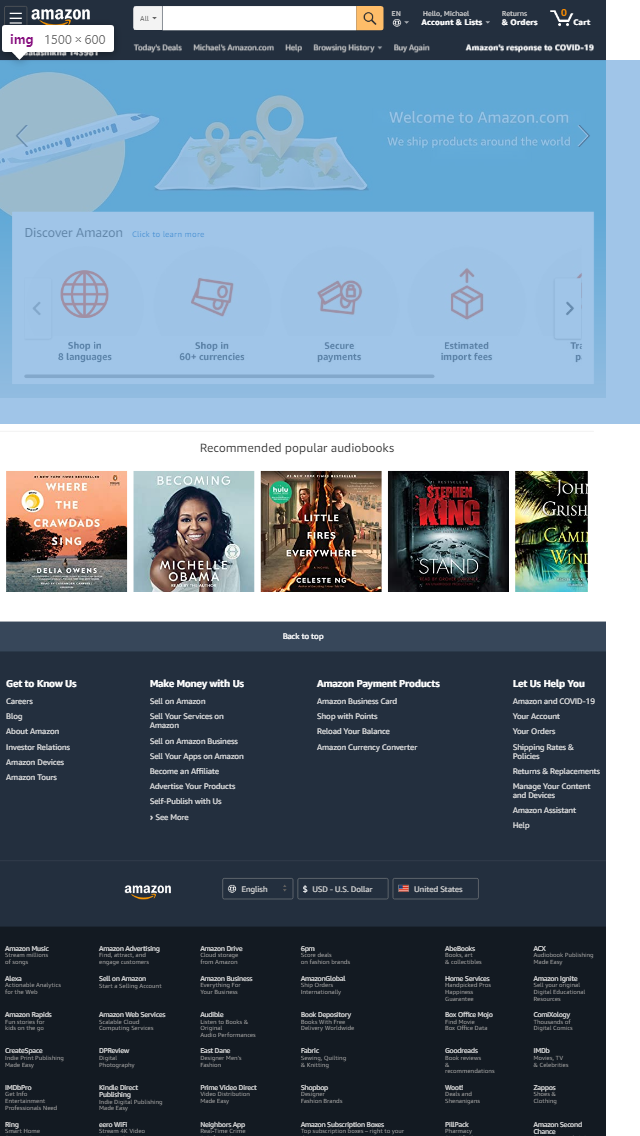 amazon
All
EN
Hello, Michael
Account & Lists
Returns
& Orders
0
Cart
img 1500 × 600
Today's Deals
Michael's Amazon.com
Help
Browsing History
Buy Again
Amazon's response to COVID-19
Welcome to Amazon.com
We ship products around the world
Discover Amazon
Click to learn more
Shop in
8 languages
Shop in
60+ currencies
Secure
payments
Estimated
import fees
Recommended popular audiobooks
WHERE
THE
CRAWDADS
SING
DELIA OWENS
BECOMING
MICHELLE
OBAMA
READ BY THE AUTHOR
#1 NEW YORK TIMES BESTSELLER
hulu
LITTLE
FIRES
EVERYWHERE
A NOVEL
CELESTE NG
STEPHEN
KING
THE
STAND
JOHN
GRISH
CAMI
WIN
Back to top
Get to Know Us
Careers
Blog
About Amazon
Investor Relations
Amazon Devices
Amazon Tours
Make Money with Us
Sell on Amazon
Sell Your Services on
Amazon
Sell on Amazon Business
Sell Your Apps on Amazon
Become an Affiliate
Advertise Your Products
Self-Publish with Us
› See More
Amazon Payment Products
Amazon Business Card
Shop with Points
Reload Your Balance
Amazon Currency Converter
Let Us Help You
Amazon and COVID-19
Your Account
Your Orders
Shipping Rates &
Policies
Returns & Replacements
Manage Your Content
and Devices
Amazon Assistant
Help
amazon
English
$ USD - U.S. Dollar
United States
Amazon Music
Stream millions
of songs
Amazon Advertising
Find, attract, and
engage customers
Amazon Drive
Cloud storage
from Amazon
6pm
Score deals
on fashion brands
AbeBooks
Books, art
& collectibles
ACX
Audiobook Publishing
Made Easy
Alexa
Actionable Analytics
for the Web
Sell on Amazon
Start a Selling Account
Amazon Business
Everything For
Your Business
AmazonGlobal
Ship Orders
Internationally
Home Services
Handpicked Pros
Happiness
Guarantee
Amazon Ignite
Sell your original
Digital Educational
Resources
Amazon Rapids
Fun stories for
kids on the go
Amazon Web Services
Scalable Cloud
Computing Services
Audible
Listen to Books &
Original
Audio Performances
Book Depository
Books With Free
Delivery Worldwide
Box Office Mojo
Find Movie
Box Office Data
ComiXology
Thousands of
Digital Comics
CreateSpace
Indie Print Publishing
Made Easy
DPReview
Digital
Photography
East Dane
Designer Men's
Fashion
Fabric
Sewing, Quilting
& Knitting
Goodreads
Book reviews
&
recommendations
IMDb
Movies, TV
& Celebrities
IMDbPro
Get Info
Entertainment
Professionals Need
Kindle Direct
Publishing
Indie Digital Publishing
Made Easy
Prime Video Direct
Video Distribution
Made Easy
Shopbop
Designer
Fashion Brands
Woot!
Deals and
Shenanigans
Zappos
Shoes &
Clothing
Ring
Smart Home
eero WiFi
Stream 4K Video
Neighbors App
Real-Time Crime
Amazon Subscription Boxes
Top subscription boxes – right to your
PillPack
Pharmacy
Amazon Second
Chance